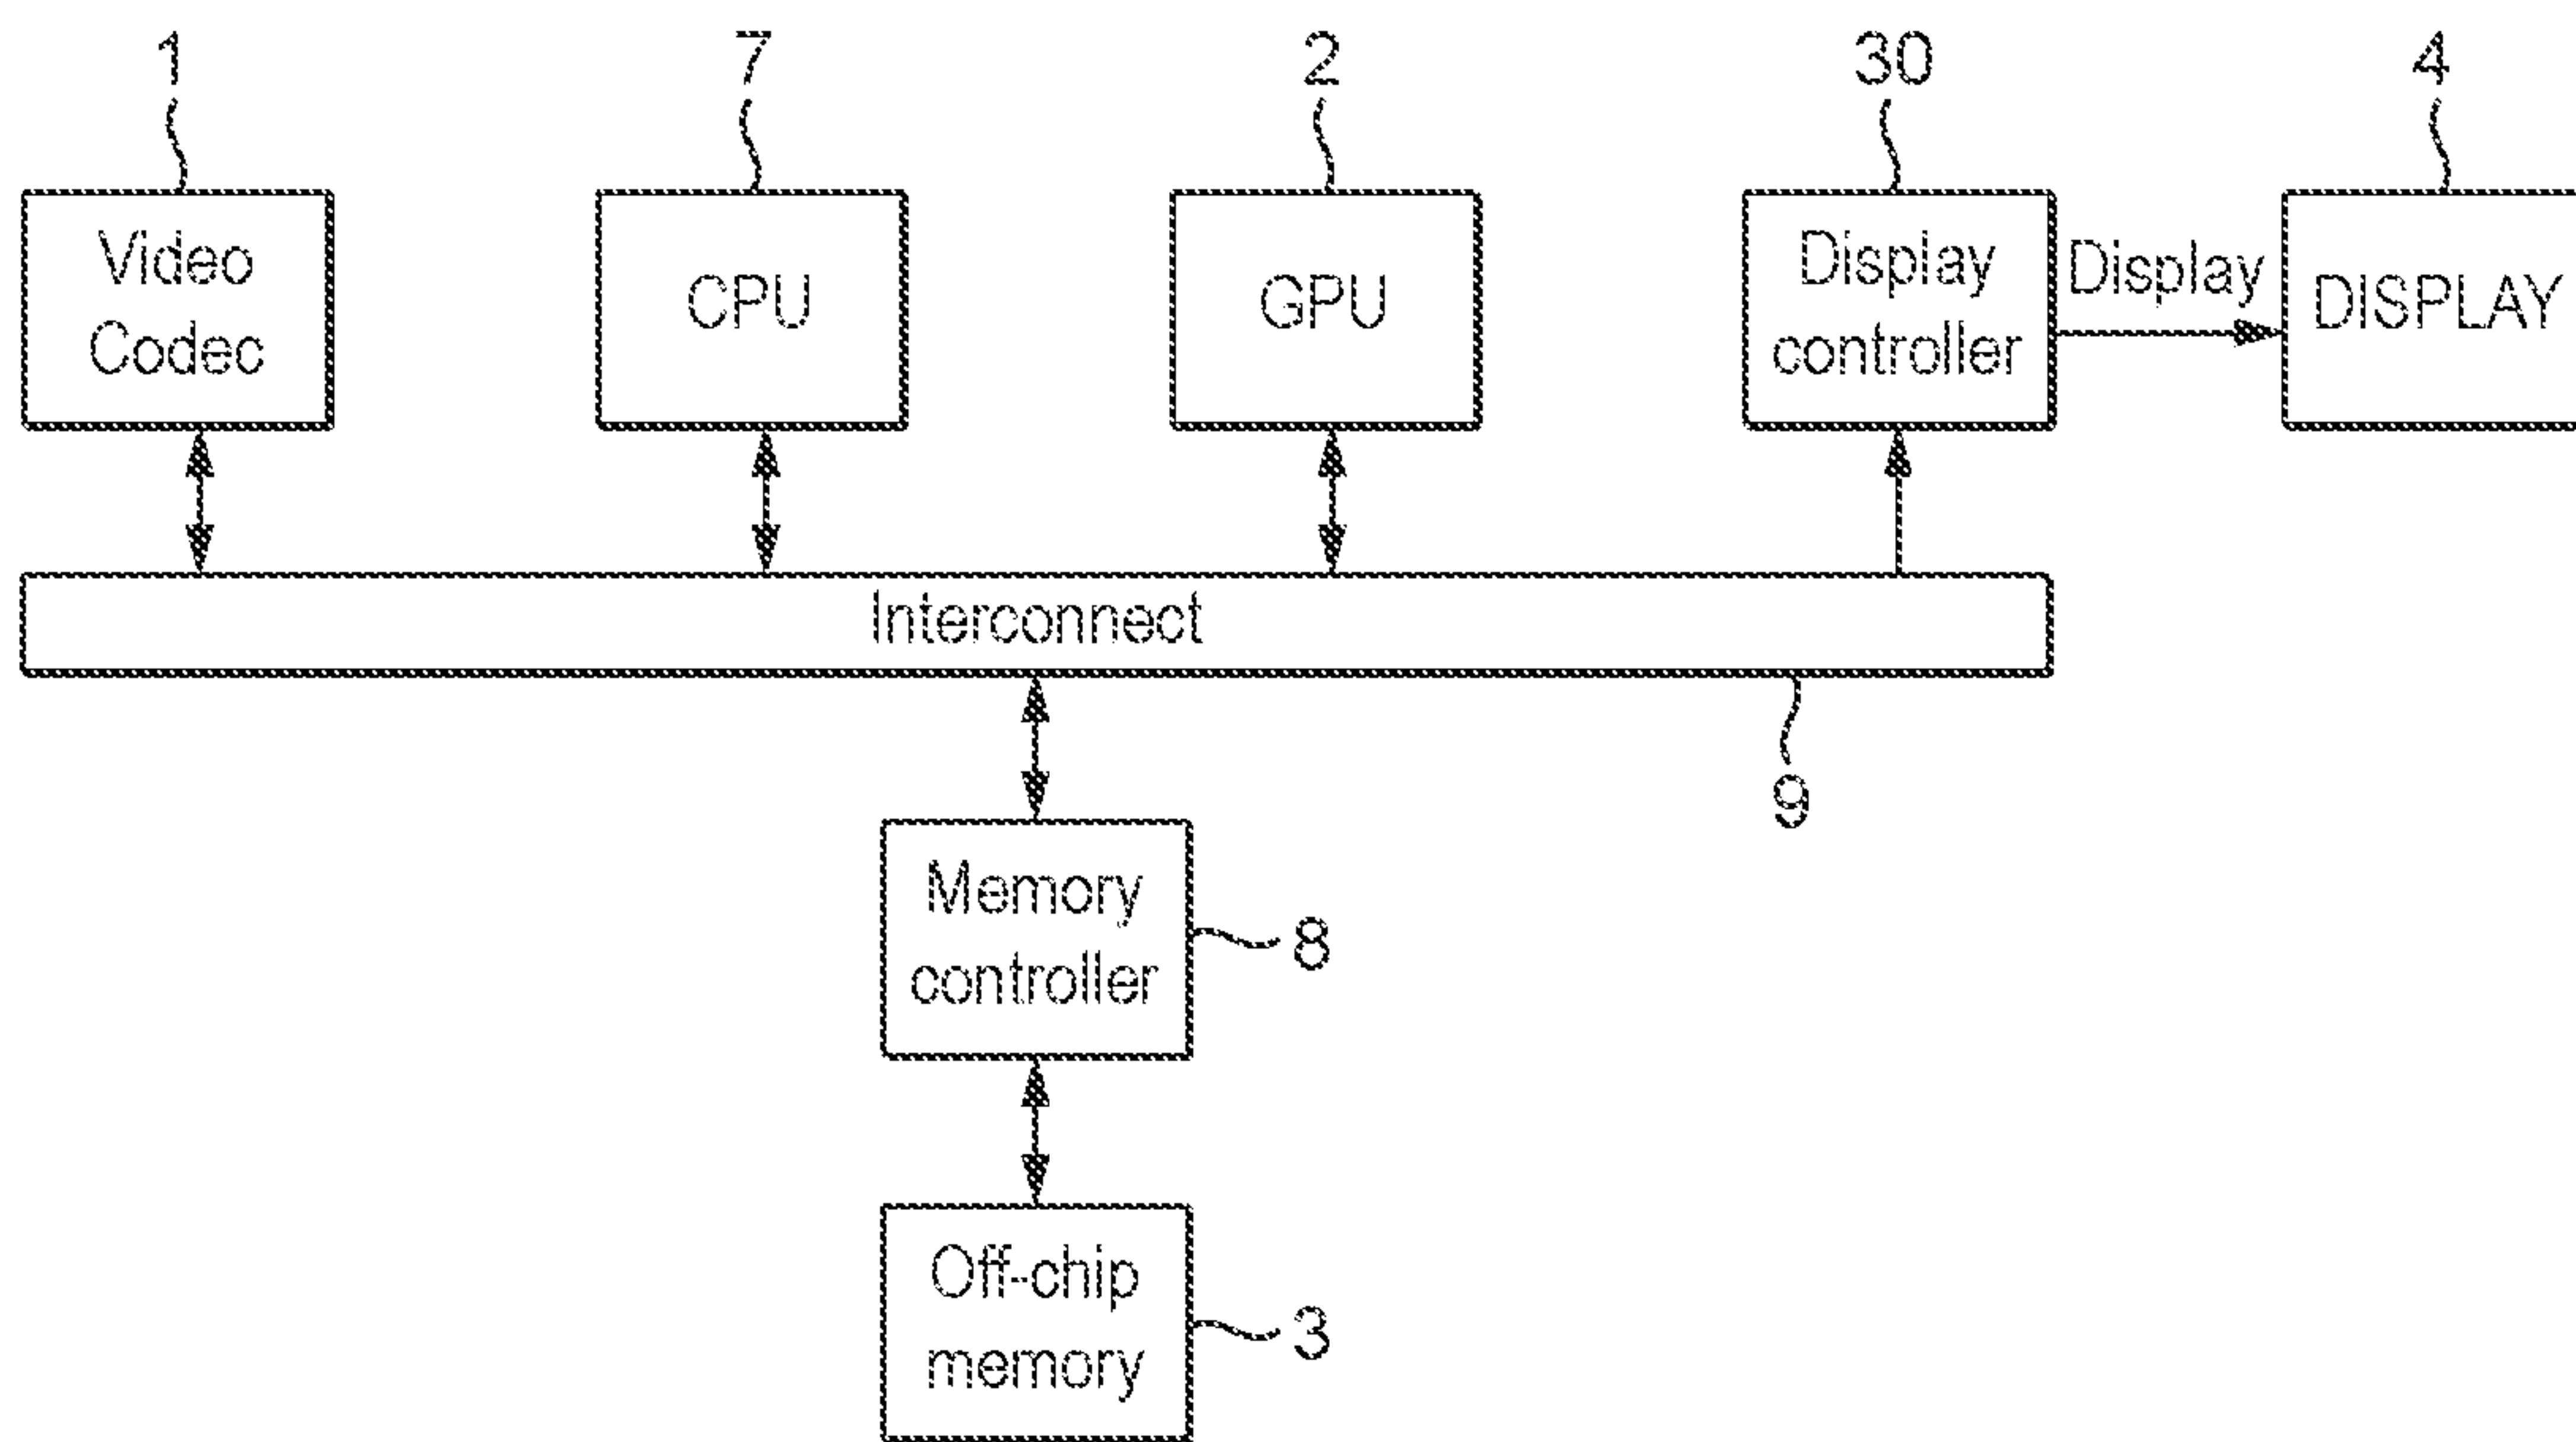 1
7
2
30
4
Video
Codec
CPU
GPU
Display
controller
Display
DISPLAY
Interconnect
9
Memory
controller
8
Off-chip
memory
3